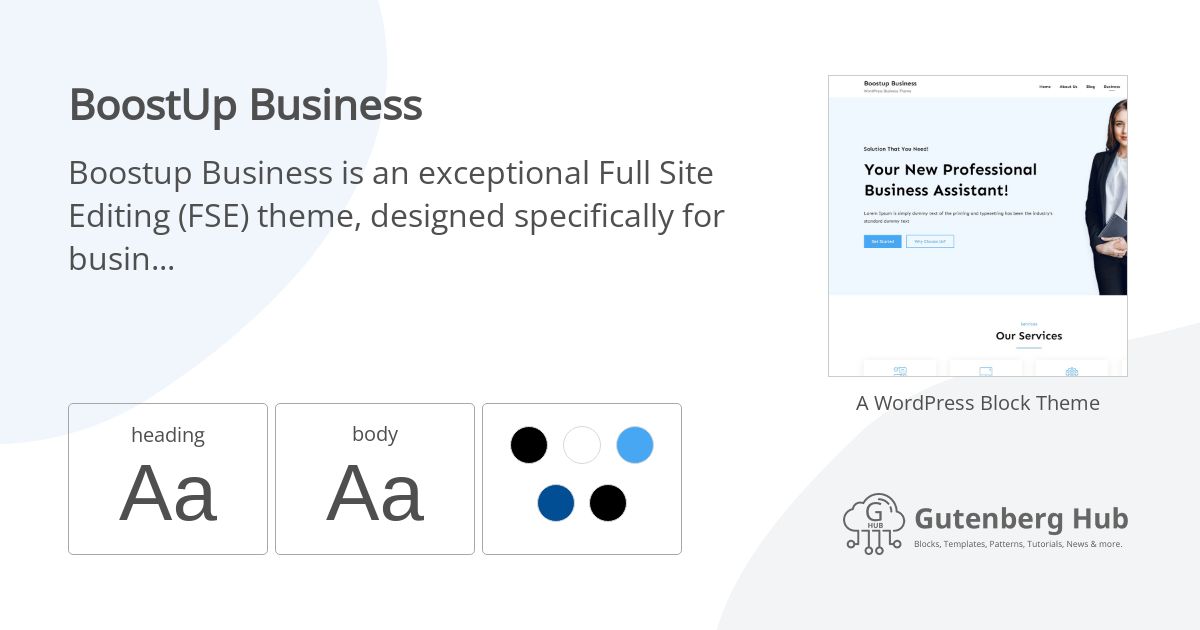 BoostUp Business
Boostup Business is an exceptional Full Site
Editing (FSE) theme, designed specifically for
busin...
heading
Aa
body
Aa
Boostup Business
WordPress Business Theme
Home About Us Blog Business
Solution That You Need!
Your New Professional
Business Assistant!
Lorem Ipsum is simply dummy text of the printing and typesetting has been the industry's
standard dummy text
Get Started
Why Choose Us?
Services
Our Services
A WordPress Block Theme
G
HUB
Gutenberg Hub
Blocks, Templates, Patterns, Tutorials, News & more.